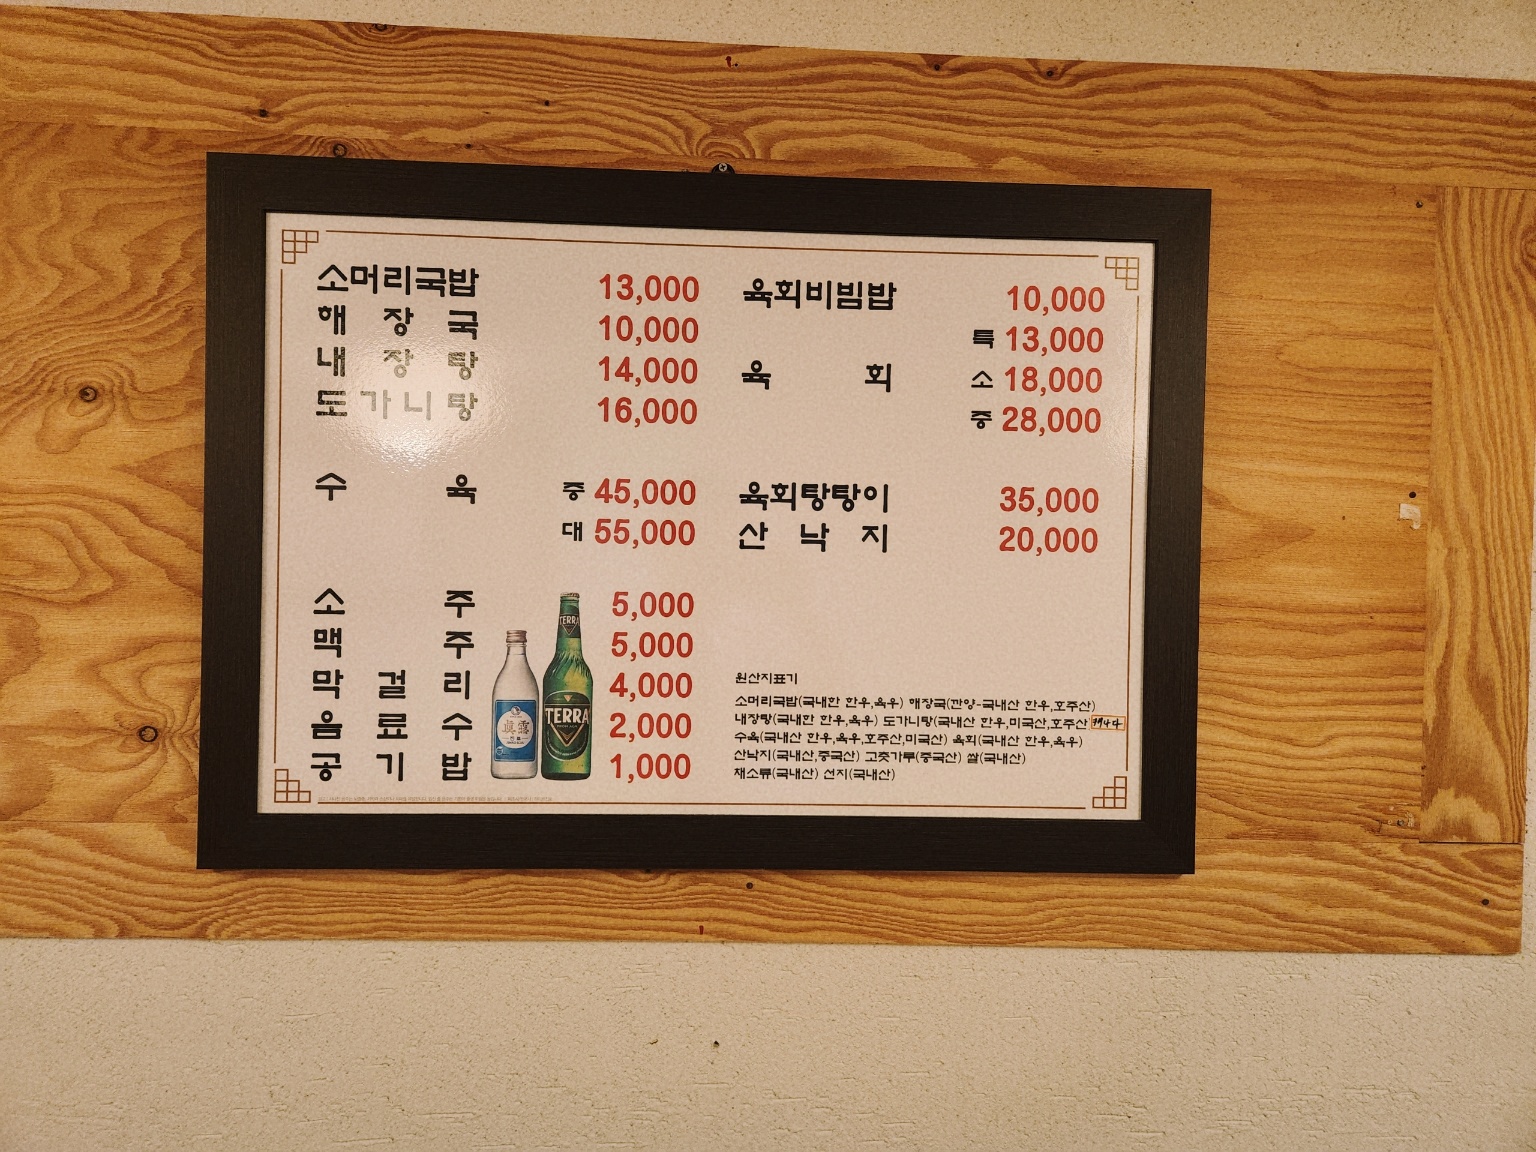 소머리국밥 13,000
해장국 10,000
내장탕 14,000
도가니탕 16,000
수육 중 45,000
대 55,000
소주 5,000
맥주 5,000
막걸리 4,000
음료수 2,000
공기밥 1,000
TERRA
TERRA
육회비빔밥 10,000
특 13,000
육회 소 18,000
중 28,000
육회탕탕이 35,000
산낙지 20,000
원산지표기
소머리국밥(국내한 한우,육우) 해장국(깐양-국내산 한우,호주산)
내장탕(국내한 한우,육우) 도가니탕(국내산 한우,미국산,호주산
수육(국내산 한우,육우,호주산,미국산) 육회(국내산 한우,육우)
산낙지(국내산,중국산) 고춧가루(중국산) 쌀(국내산)
채소류(국내산) 선지(국내산)